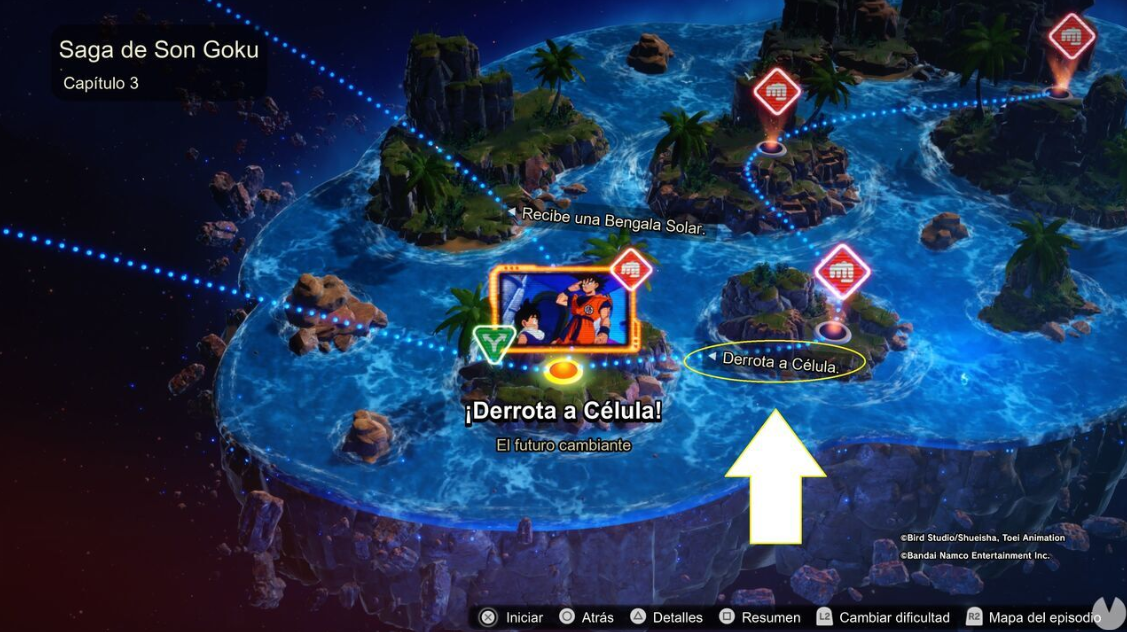 Saga de Son Goku
Capítulo 3
Recibe una Bengala Solar.
Derrota a Célula.
¡Derrota a Célula!
El futuro cambiante
©Bird Studio/Shueisha, Toei Animation
©Bandai Namco Entertainment Inc.
Iniciar Atrás Detalles Resumen L2 Cambiar dificultad R2 Mapa del episodio